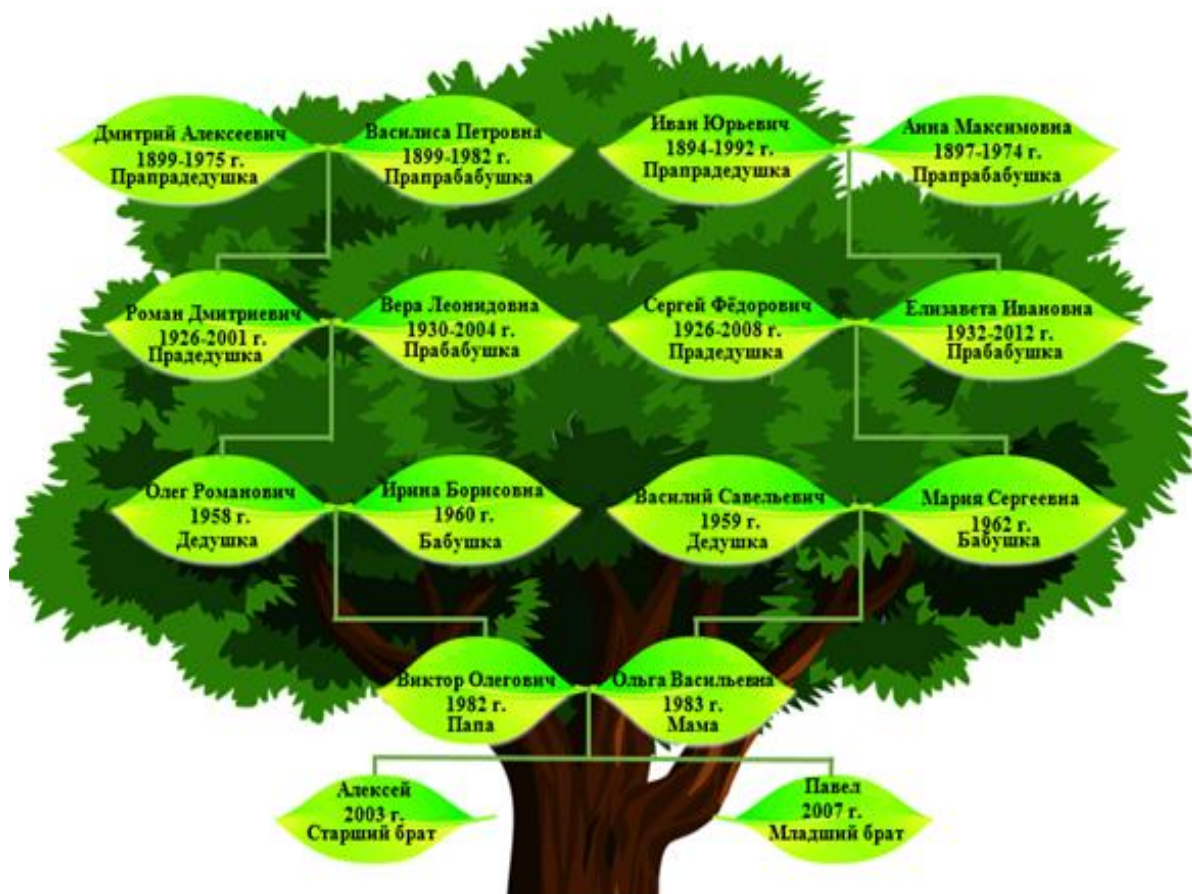 Дмитрий Алексеевич
1899-1975 г.
Прапрадедушка
Василиса Петровна
1899-1982 г.
Прапрабабушка
Иван Юрьевич
1894-1992 г.
Прапрадедушка
Анна Максимовна
1897-1974 г.
Прапрабабушка
Роман Дмитриевич
1926-2001 г.
Прадедушка
Вера Леонидовна
1930-2004 г.
Прабабушка
Сергей Фёдорович
1926-2008 г.
Прадедушка
Елизавета Ивановна
1932-2012 г.
Прабабушка
Олег Романович
1958 г.
Дедушка
Ирина Борисовна
1960 г.
Бабушка
Василий Савельевич
1959 г.
Дедушка
Мария Сергеевна
1962 г.
Бабушка
Виктор Олегович
1982 г.
Папа
Ольга Васильевна
1983 г.
Мама
Алексей
2003 г.
Старший брат
Павел
2007 г.
Младший брат